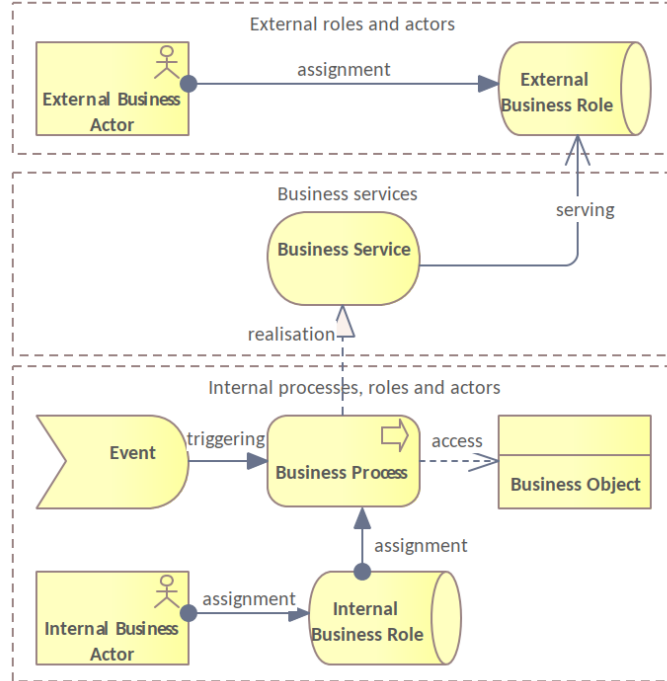 External roles and actors
assignment
External Business
Actor
External
Business Role
Business services
Business Service
serving
realisation
Internal processes, roles and actors
Event
triggering
Business Process
access
Business Object
assignment
Internal Business
Actor
assignment
Internal
Business Role